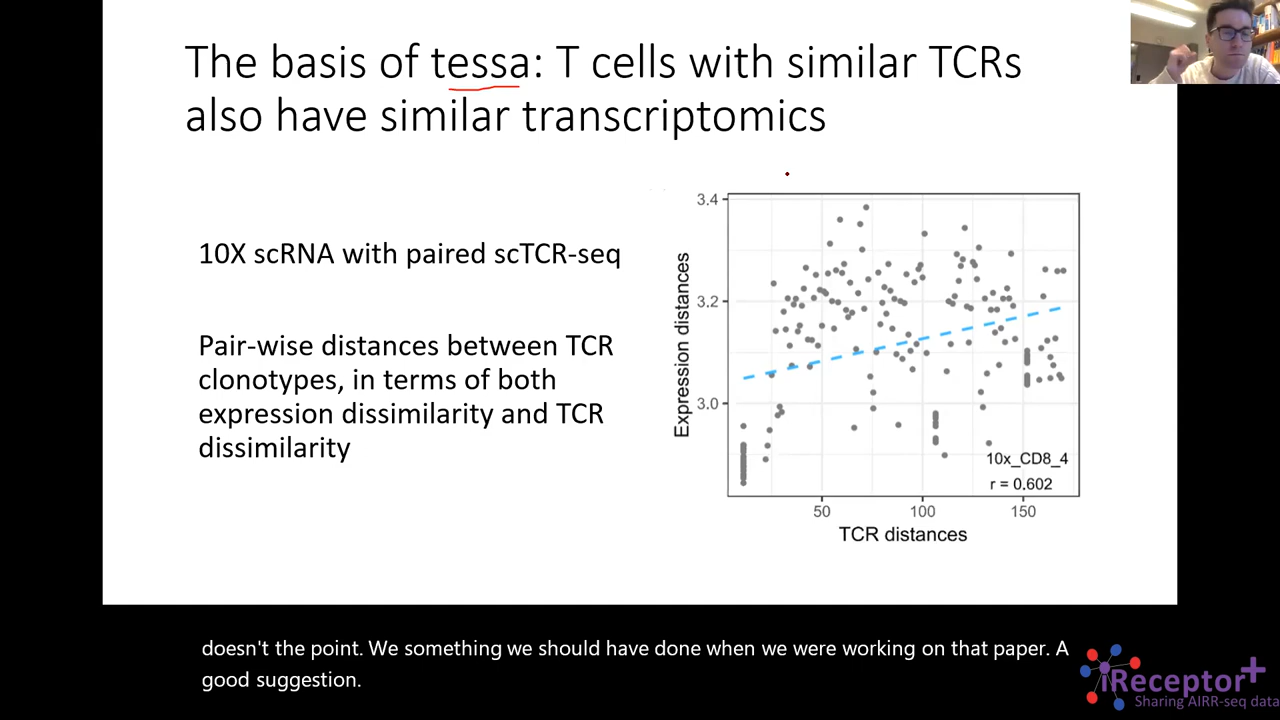 The basis of tessa: T cells with similar TCRs
also have similar transcriptomics
10X scRNA with paired scTCR-seq
Pair-wise distances between TCR
clonotypes, in terms of both
expression dissimilarity and TCR
dissimilarity
3.4
3.2
3.0
Expression distances
10x_CD8_4
r = 0.602
50 100 150
TCR distances
doesn't the point. We something we should have done when we were working on that paper. A
good suggestion.
iReceptor+
Sharing AIRR-seq data